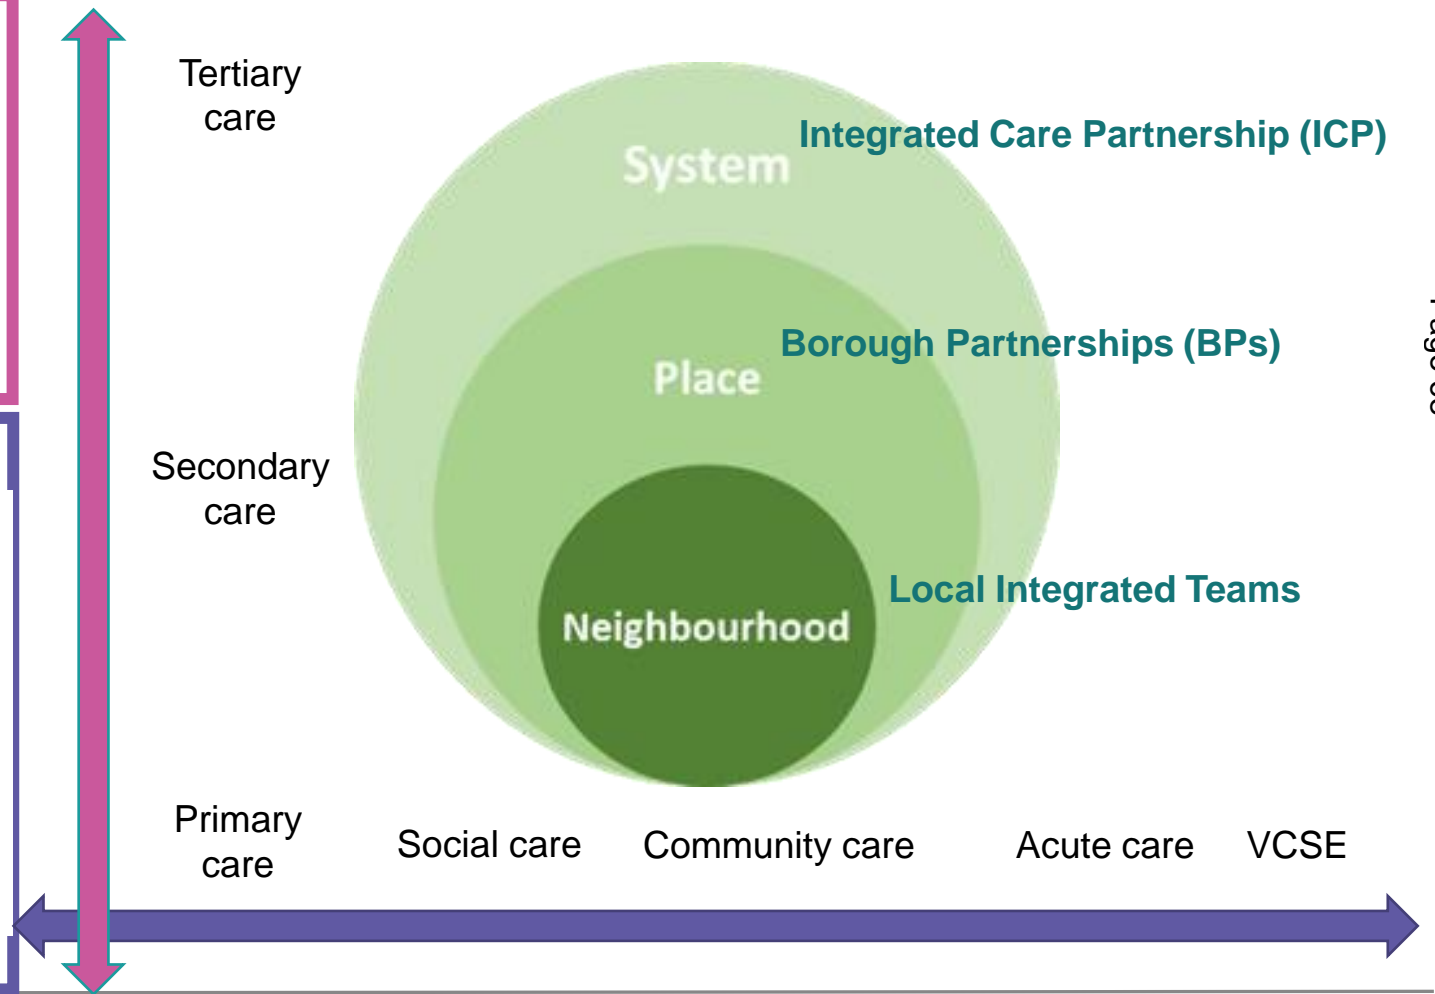 Tertiary
care
Integrated Care Partnership (ICP)
System
Borough Partnerships (BPs)
Place
Secondary
care
Local Integrated Teams
Neighbourhood
Primary
care
Social care
Community care
Acute care
VCSE